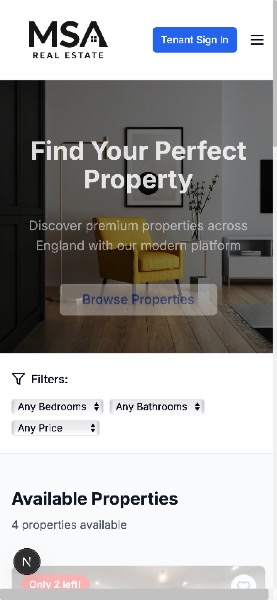 MSA
REAL ESTATE
Tenant Sign In
Find Your Perfect
Property
Discover premium properties across
England with our modern platform
Browse Properties
Filters:
Any Bedrooms
Any Bathrooms
Any Price
Available Properties
4 properties available
N
Only 2 left!